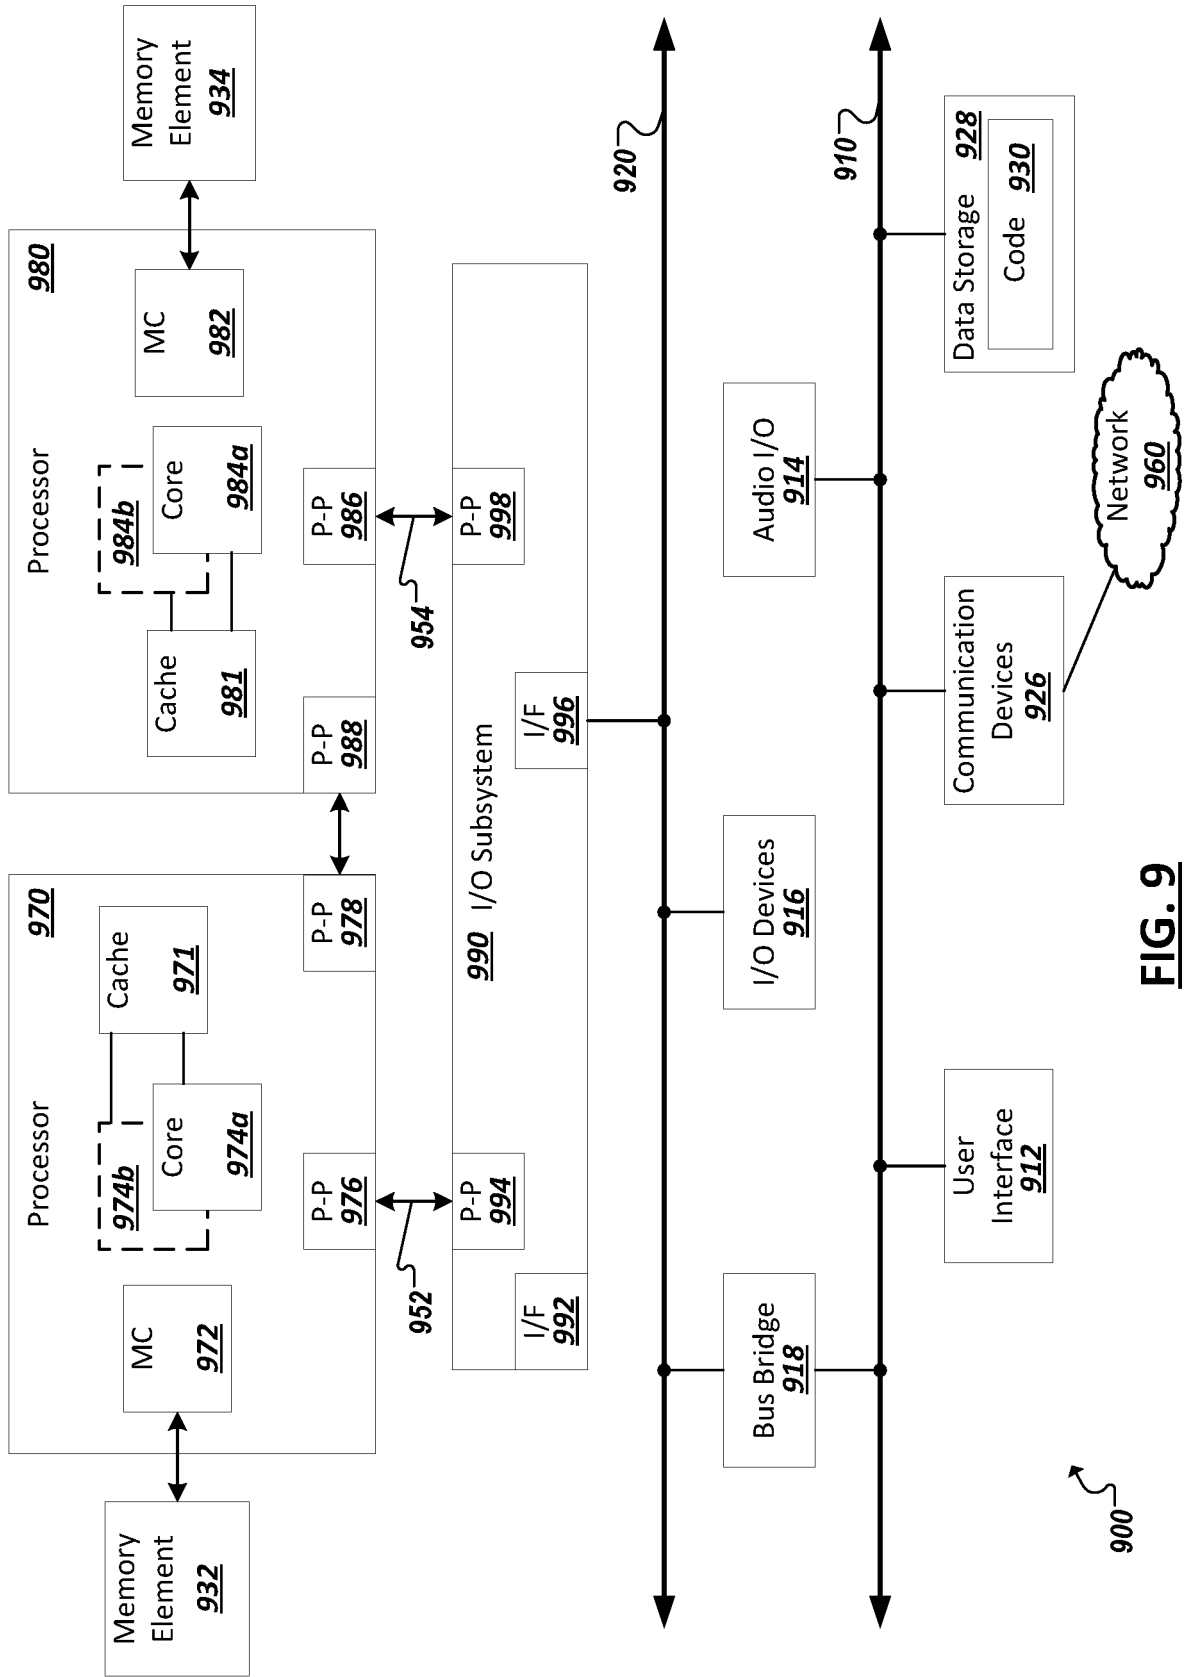 Memory
Element
932
Processor
970
MC
972
974b
Core
974a
Cache
971
P-P
976
P-P
978
Processor
980
Cache
981
984b
Core
984a
MC
982
P-P
988
P-P
986
Memory
Element
934
952
954
990 I/O Subsystem
P-P
994
P-P
998
I/F
992
I/F
996
920
Bus Bridge
918
I/O Devices
916
Audio I/O
914
910
User
Interface
912
Communication
Devices
926
Data Storage
928
Code
930
Network
960
900
FIG. 9